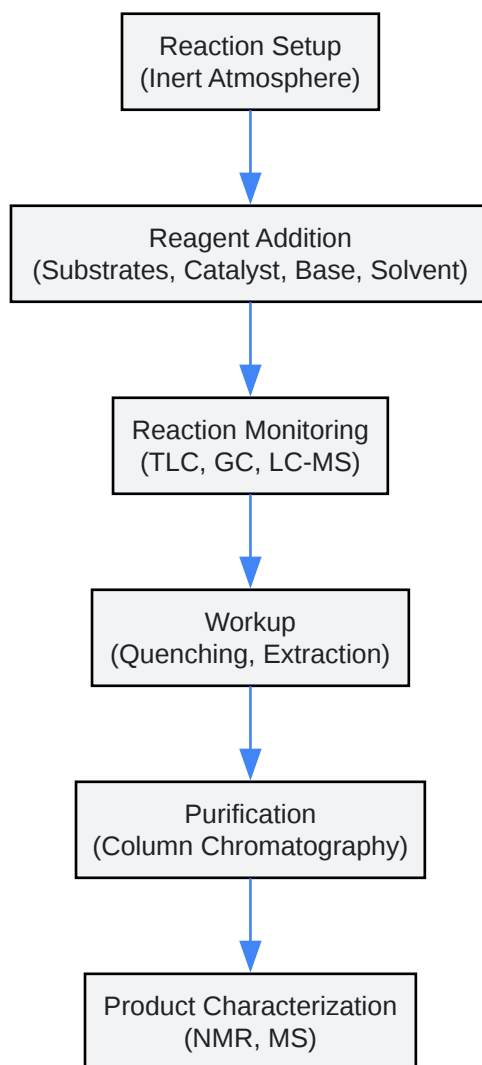 Reaction Setup
(Inert Atmosphere)
Reagent Addition
(Substrates, Catalyst, Base, Solvent)
Reaction Monitoring
(TLC, GC, LC-MS)
Workup
(Quenching, Extraction)
Purification
(Column Chromatography)
Product Characterization
(NMR, MS)